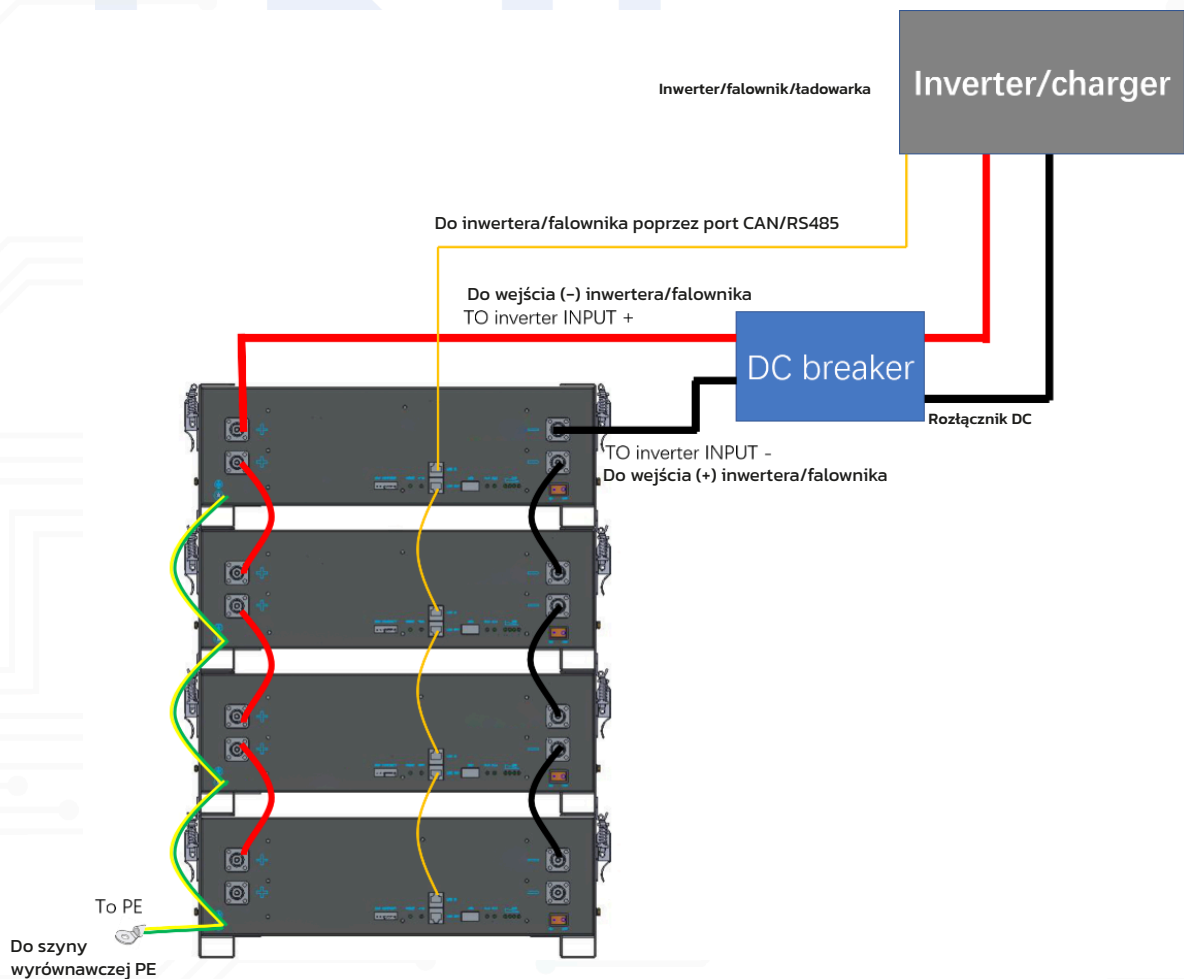 Inverter/charger
Inwerter/falownik/ładowarka
Do inwertera/falownika poprzez port CAN/RS485
Do wejścia (-) inwertera/falownika
TO inverter INPUT +
DC breaker
Rozłącznik DC
TO inverter INPUT -
Do wejścia (+) inwertera/falownika
To PE
Do szyny
wyrównawczej PE